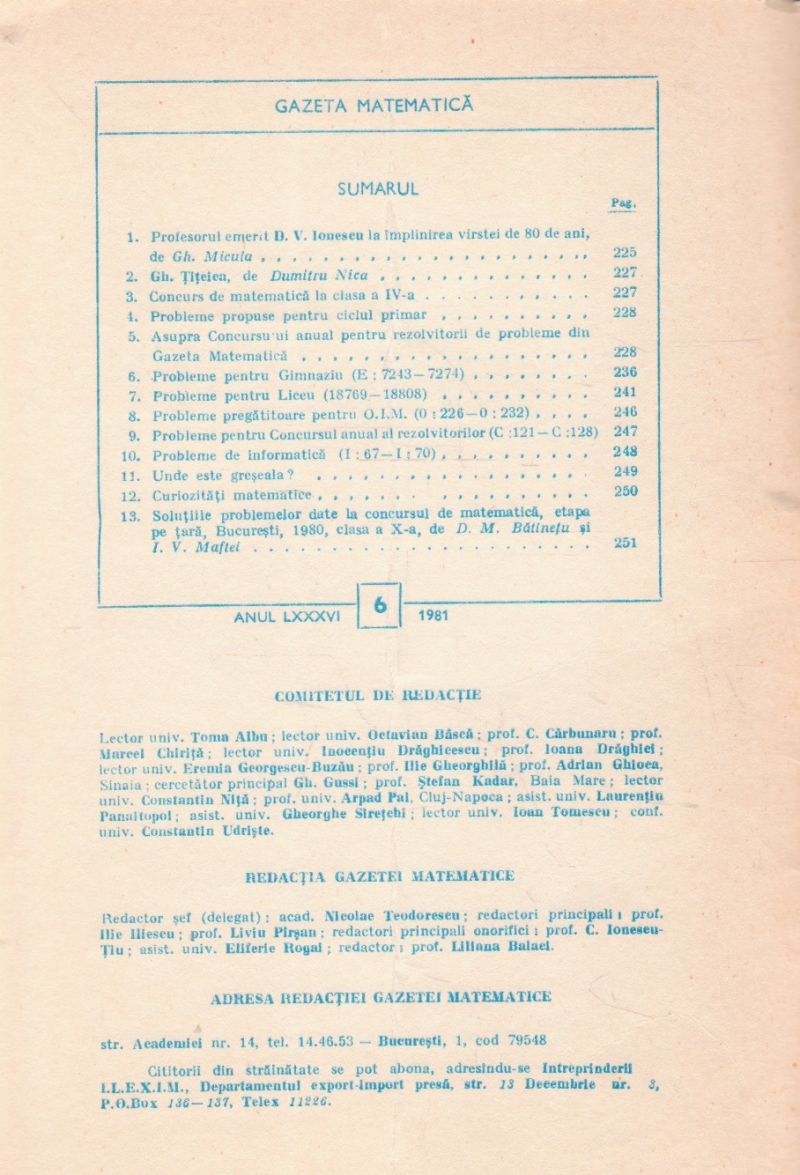 GAZETA MATEMATICĂ
SUMARUL
Pag.
1. Profesorul emerit D. V. Ionescu la împlinirea vîrstei de 80 de ani,
de Gh. Micula . . . . . . . . . . . . . . . . . . . . . 225
2. Gh. Țițeica, de Dumitru Nica . . . . . . . . . . . . . . 227
3. Concurs de matematică la clasa a IV-a . . . . . . . . . . . 227
4. Probleme propuse pentru ciclul primar . . . . . . . . . . 228
5. Asupra Concursu'ui anual pentru rezolvitorii de probleme din
Gazeta Matematică . . . . . . . . . . . . . . . . . . 228
6. Probleme pentru Gimnaziu (E : 7243—7274) . . . . . . . . 236
7. Probleme pentru Liceu (18769—18808) . . . . . . . . . . 241
8. Probleme pregătitoare pentru O.I.M. (0 : 226—0 : 232) . . . . 246
9. Probleme pentru Concursul anual al rezolvitorilor (C :121—C :128) 247
10. Probleme de informatică (I : 67—I : 70) . . . . . . . . . . 248
11. Unde este greșeala? . . . . . . . . . . . . . . . . . 249
12. Curiozități matematice . . . . . . . . . . . . . . . . 250
13. Soluțiile problemelor date la concursul de matematică, etapa
pe țară, București, 1980, clasa a X-a, de D. M. Bătinețu și
I. V. Maftei . . . . . . . . . . . . . . . . . . . . . 251
ANUL LXXXVI 6 1981
COMITETUL DE REDACȚIE
Lector univ. Toma Albu ; lector univ. Octavian Bâscă ; prof. C. Cărbunaru ; prof.
Marcel Chiriță ; lector univ. Inocențiu Drăghicescu ; prof. Ioana Drăghici ;
lector univ. Eremia Georgescu-Buzău ; prof. Ilie Gheorghilă ; prof. Adrian Ghioca,
Sinaia ; cercetător principal Gh. Gussi ; prof. Ștefan Kadar, Baia Mare ; lector
univ. Constantin Niță ; prof. univ. Arpad Pal, Cluj-Napoca ; asist. univ. Laurențiu
Panaitopol ; asist. univ. Gheorghe Sirețchi ; lector univ. Ioan Tomescu ; conf.
univ. Constantin Udriște.
REDACȚIA GAZETEI MATEMATICE
Redactor șef (delegat) : acad. Nicolae Teodorescu ; redactori principali : prof.
Ilie Iliescu ; prof. Liviu Pîrșan ; redactori principali onorifici : prof. C. Ionescu-
Țiu ; asist. univ. Eliferie Rogai ; redactor : prof. Liliana Balaci.
ADRESA REDACȚIEI GAZETEI MATEMATICE
str. Academiei nr. 14, tel. 14.46.53 — București, 1, cod 79548
Cititorii din străinătate se pot abona, adresîndu-se Întreprinderii
I.L.E.X.I.M., Departamentul export-import presă, str. 13 Decembrie nr. 3,
P.O.Box 136—137, Telex 11226.